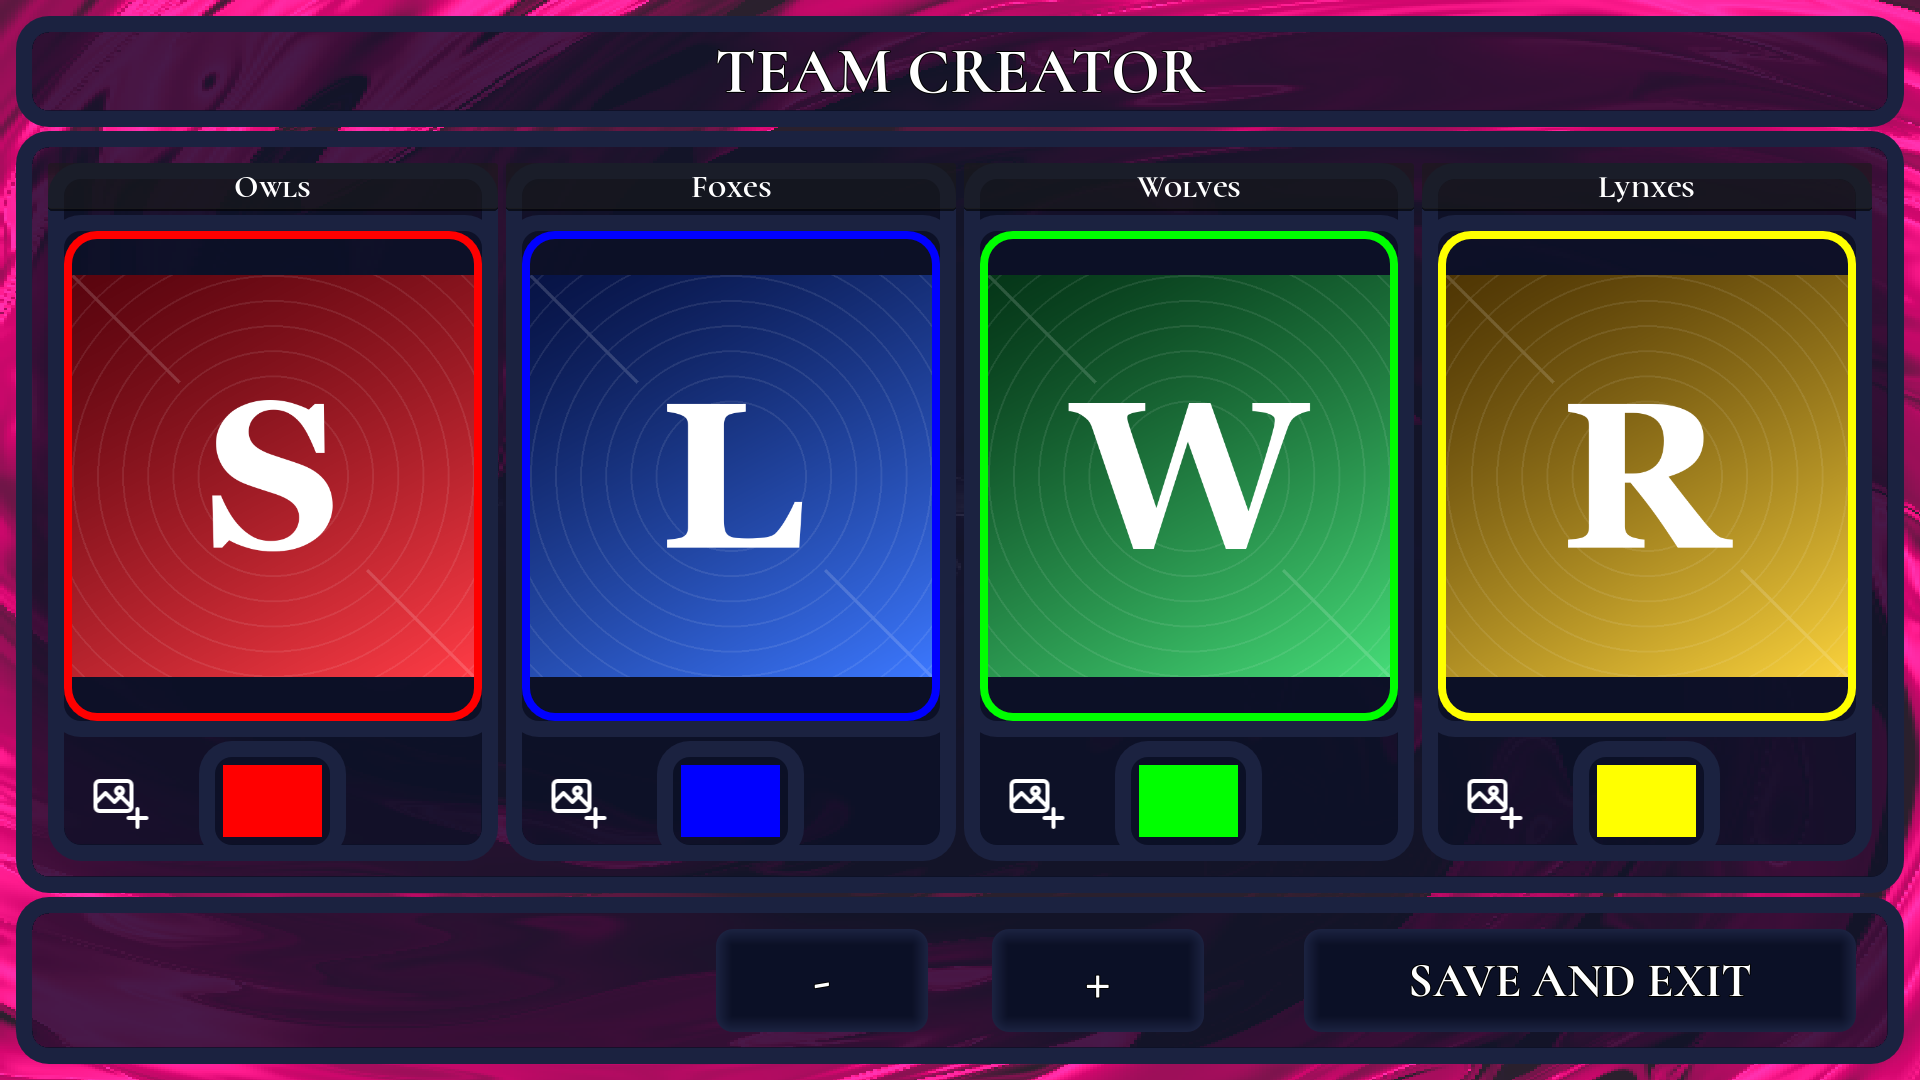 TEAM CREATOR
Owls
Foxes
Wolves
Lynxes
S
L
W
R
-
+
SAVE AND EXIT